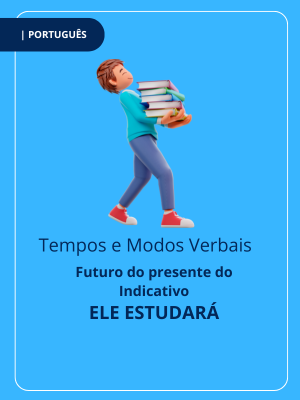 | PORTUGUÊS
Tempos e Modos Verbais
Futuro do presente do
Indicativo
ELE ESTUDARÁ